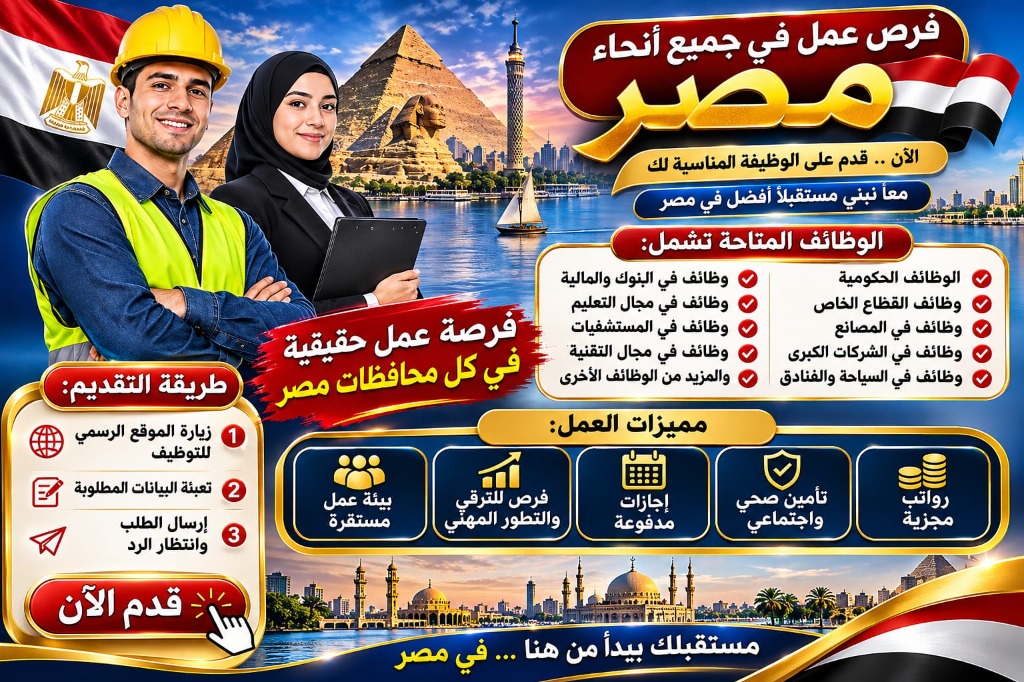 فرص عمل في جميع أنحاء
مصر
الآن .. قدم على الوظيفة المناسبة لك
معاً نبني مستقبلاً أفضل في مصر
الوظائف المتاحة تشمل:
الوظائف الحكومية
وظائف القطاع الخاص
وظائف في المصانع
وظائف في الشركات الكبرى
وظائف في السياحة والفنادق
وظائف في البنوك والمالية
وظائف في مجال التعليم
وظائف في المستشفيات
وظائف في مجال التقنية
والمزيد من الوظائف الأخرى
فرصة عمل حقيقية
في كل محافظات مصر
طريقة التقديم:
1 زيارة الموقع الرسمي
للتوظيف
2 تعبئة البيانات المطلوبة
3 إرسال الطلب
وانتظار الرد
قدم الآن
مميزات العمل:
رواتب
مجزية
تأمين صحي
واجتماعي
إجازات
مدفوعة
فرص للترقي
والتطور المهني
بيئة عمل
مستقرة
مستقبلك يبدأ من هنا ... في مصر